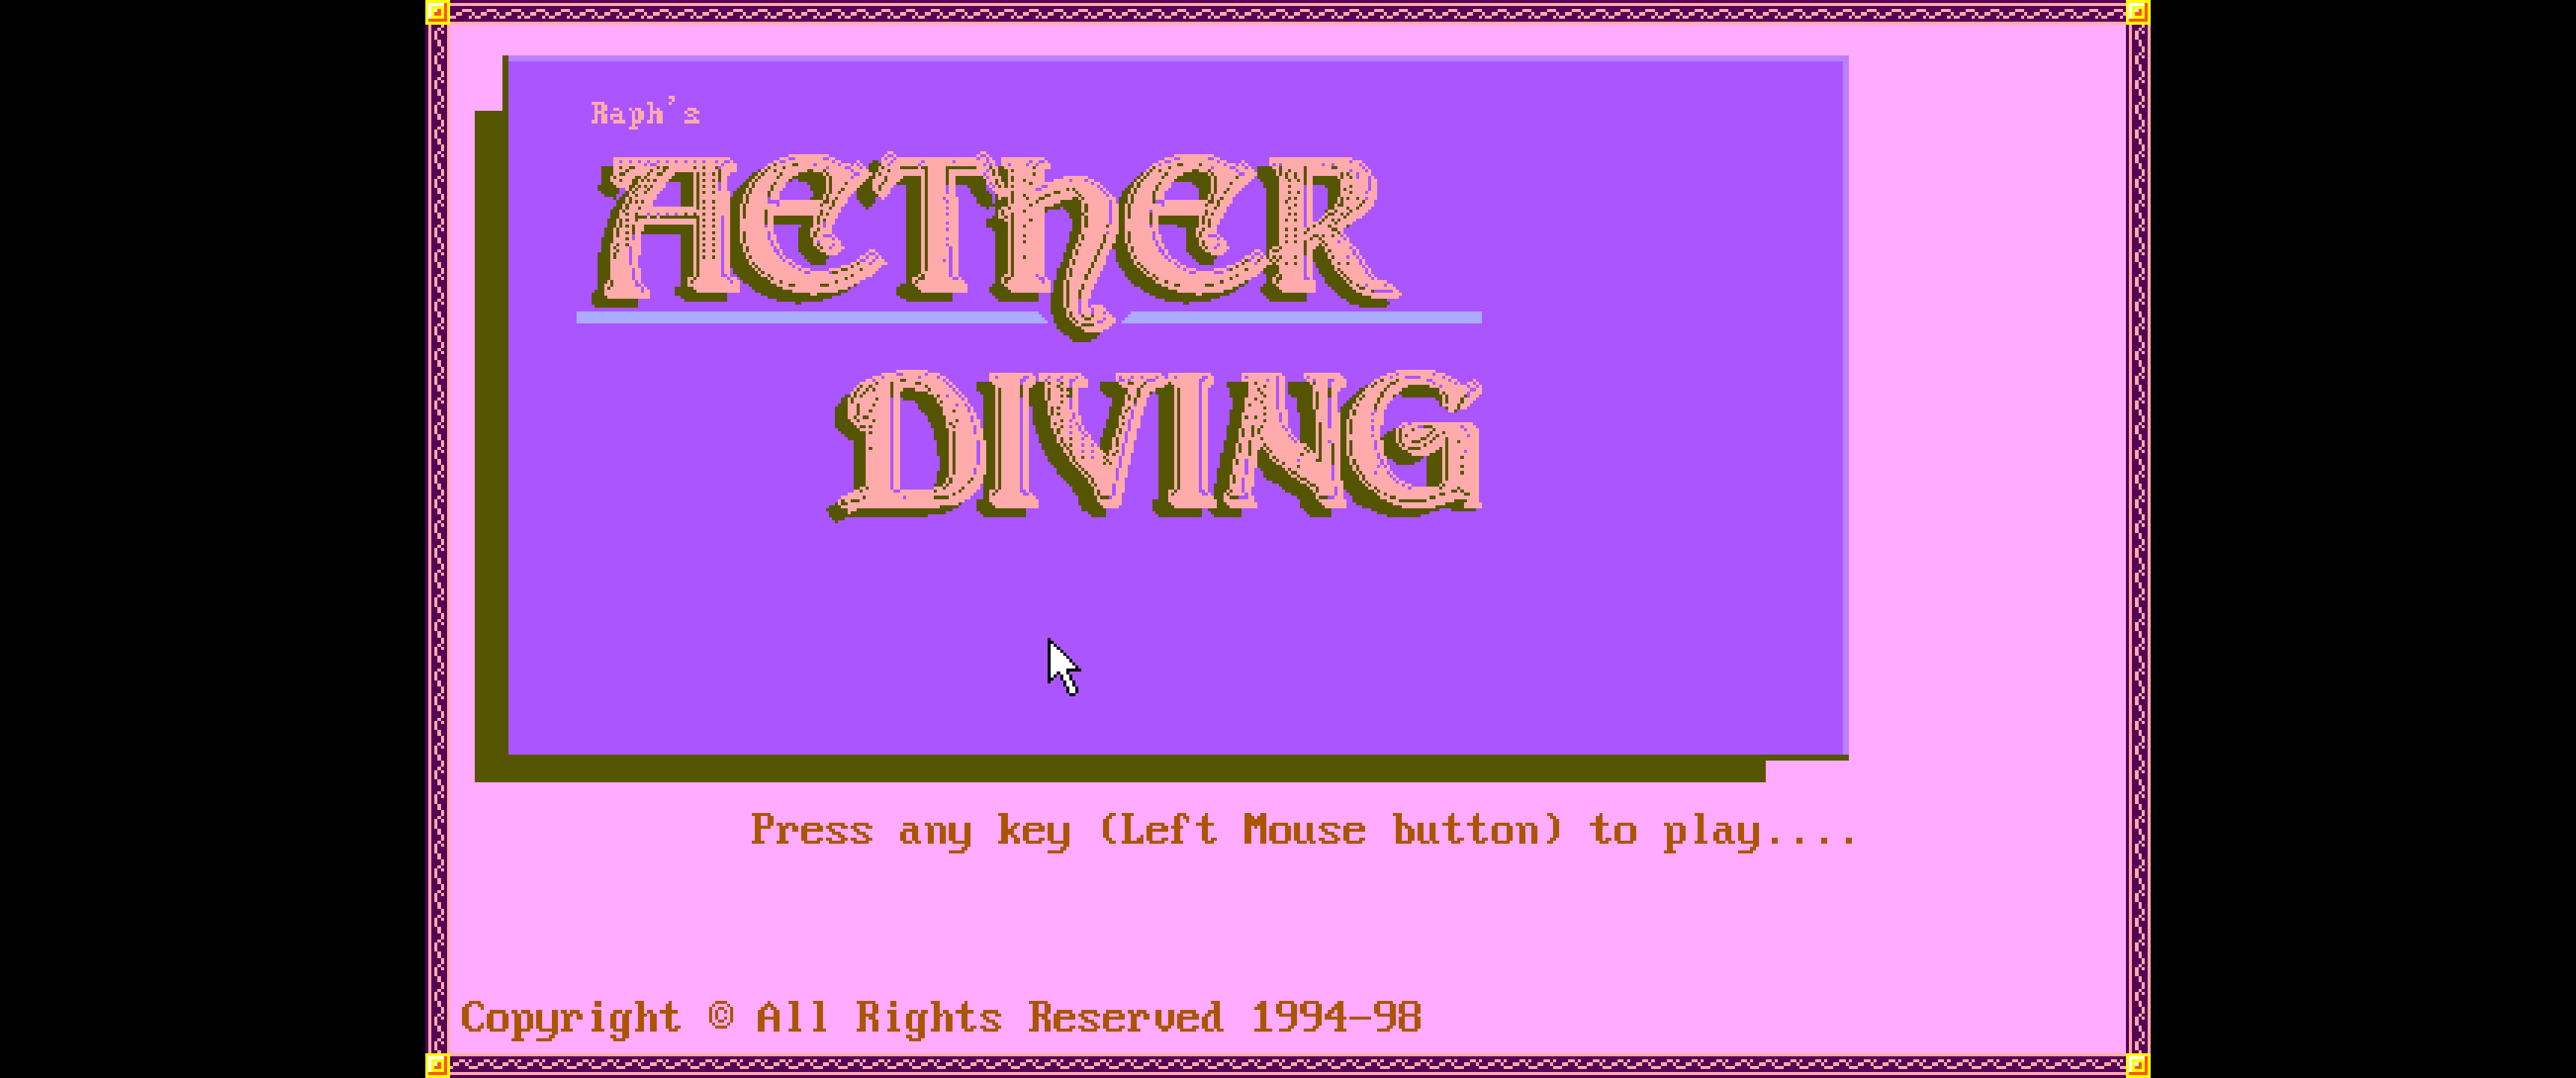 Raph's
AETHER
DIVING
Press any key (Left Mouse button) to play....
Copyright © All Rights Reserved 1994-98